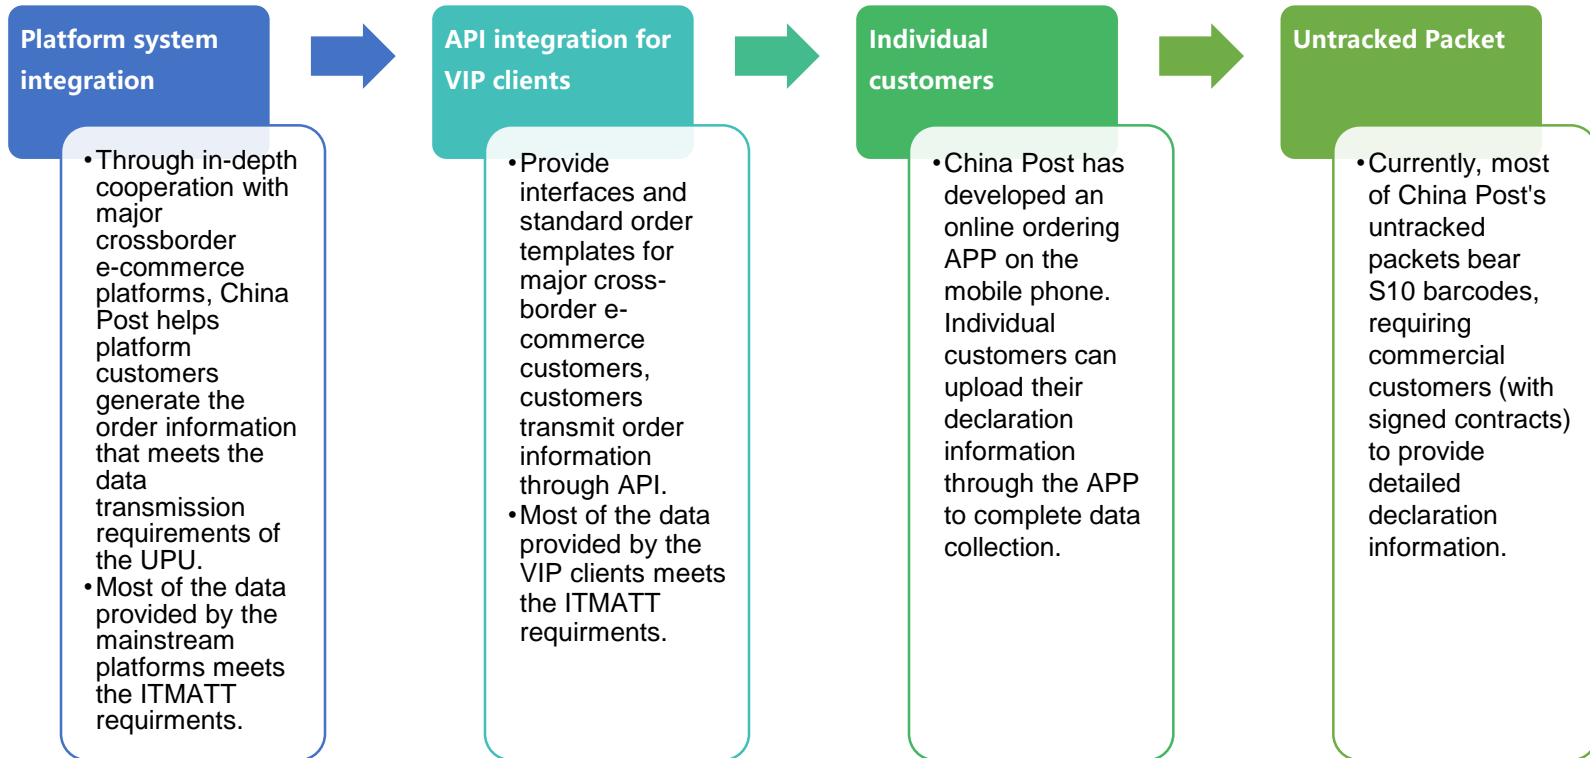 Platform system
integration
•Through in-depth
cooperation with
major
crossborder
e-commerce
platforms, China
Post helps
platform
customers
generate the
order information
that meets the
data
transmission
requirements of
the UPU.
•Most of the data
provided by the
mainstream
platforms meets
the ITMATT
requirments.
API integration for
VIP clients
•Provide
interfaces and
standard order
templates for
major cross-
border e-
commerce
customers,
customers
transmit order
information
through API.
•Most of the data
provided by the
VIP clients meets
the ITMATT
requirments.
Individual
customers
•China Post has
developed an
online ordering
APP on the
mobile phone.
Individual
customers can
upload their
declaration
information
through the APP
to complete data
collection.
Untracked Packet
•Currently, most
of China Post's
untracked
packets bear
S10 barcodes,
requiring
commercial
customers (with
signed contracts)
to provide
detailed
declaration
information.